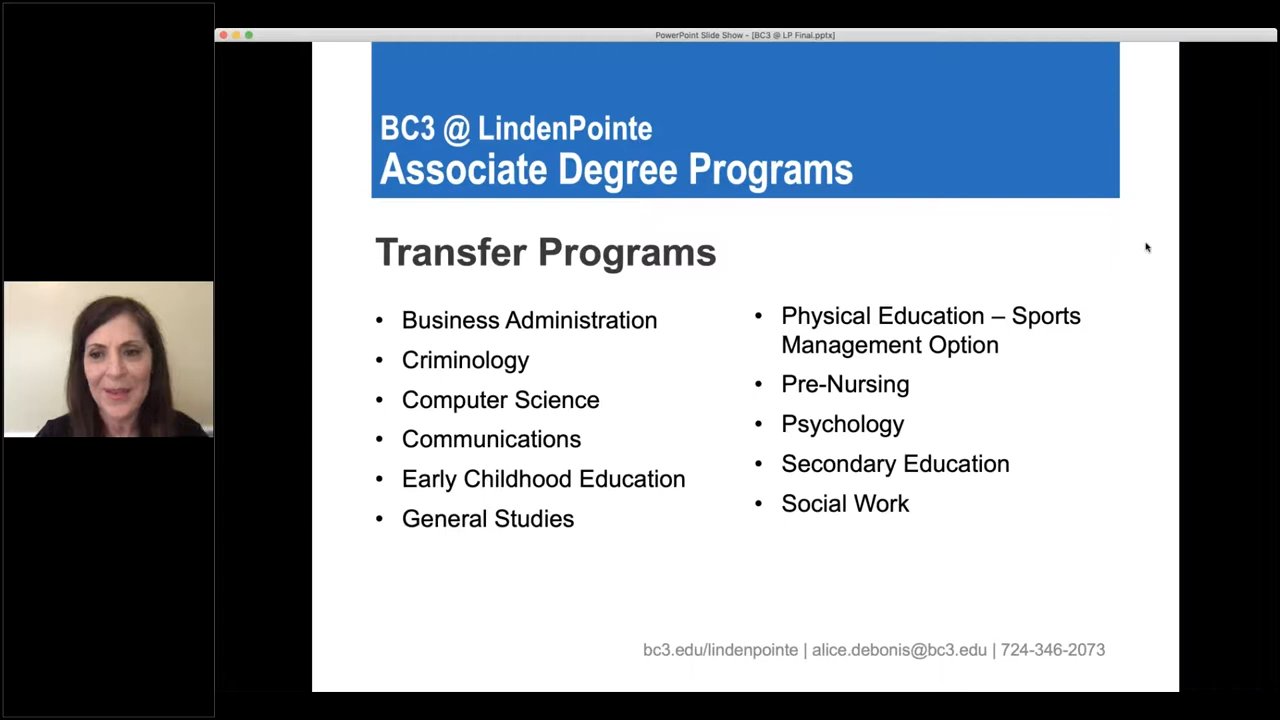 PowerPoint Slide Show - [BC3 @ LP Final.pptx]
BC3 @ LindenPointe
Associate Degree Programs
Transfer Programs
• Business Administration
• Criminology
• Computer Science
• Communications
• Early Childhood Education
• General Studies
• Physical Education – Sports
Management Option
• Pre-Nursing
• Psychology
• Secondary Education
• Social Work
bc3.edu/lindenpointe | alice.debonis@bc3.edu | 724-346-2073